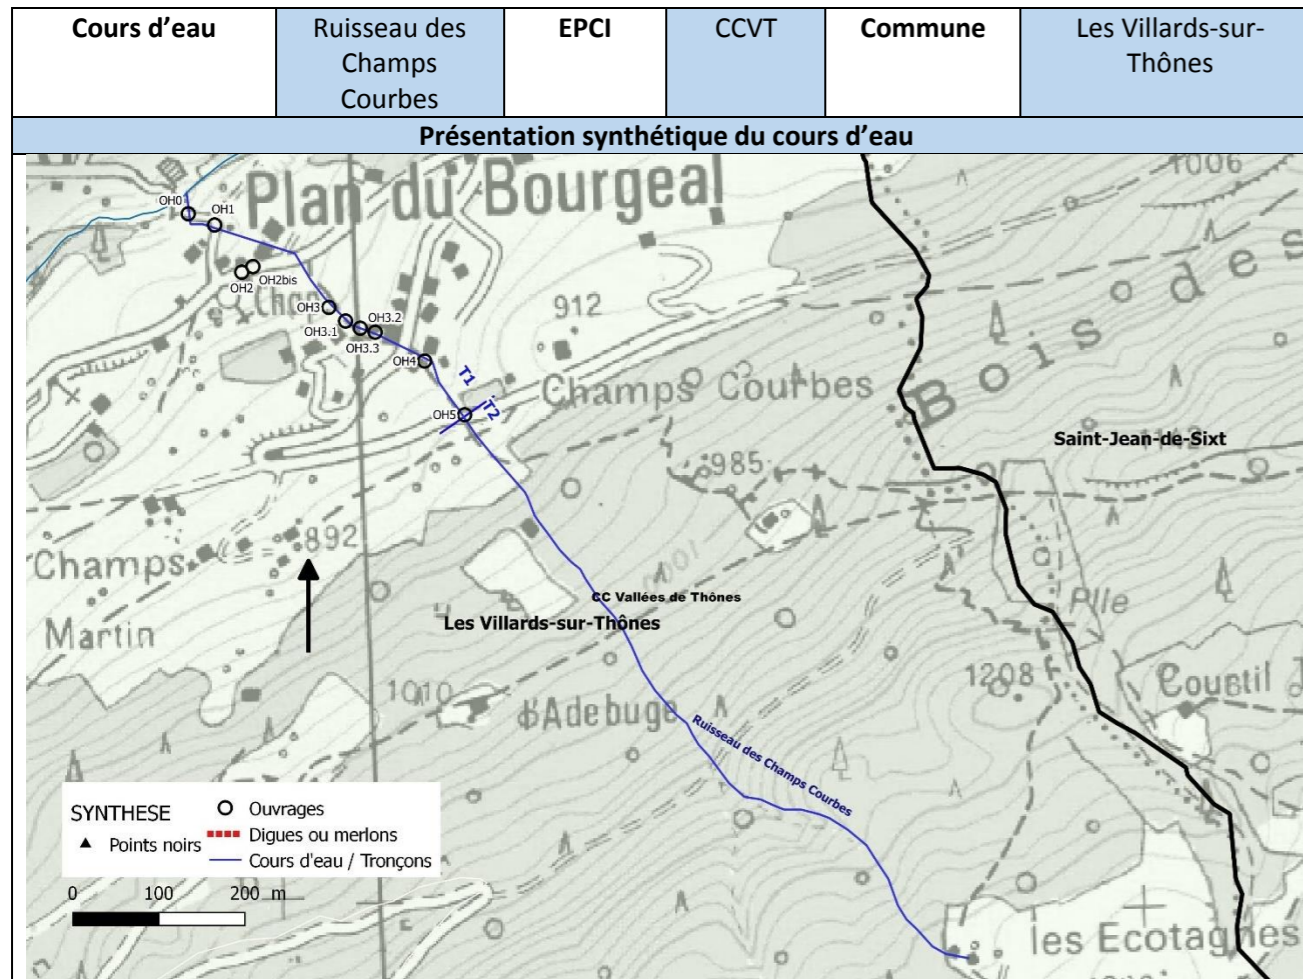 Cours d'eau
Ruisseau des
Champs
Courbes
EPCI
CCVT
Commune
Les Villards-sur-
Thônes
Présentation synthétique du cours d'eau
1006
Plan du Bourgeal
OH0
OH1
OH2
OH2bis
Chap
OH3
OH3.1
OH3.2
OH3.3
OH4
912
T1
T2
OH5
Champs Courbes
Bois des
Saint-Jean-de-Sixt
985
892
Champs
Martin
1001
CC Vallées de Thônes
Les Villards-sur-Thônes
Plle
1208
1010
d'Adebuge
Ruisseau des Champs Courbes
SYNTHESE
Points noirs
Ouvrages
Digues ou merlons
Cours d'eau / Tronçons
0 100 200 m
les Ecotagnes